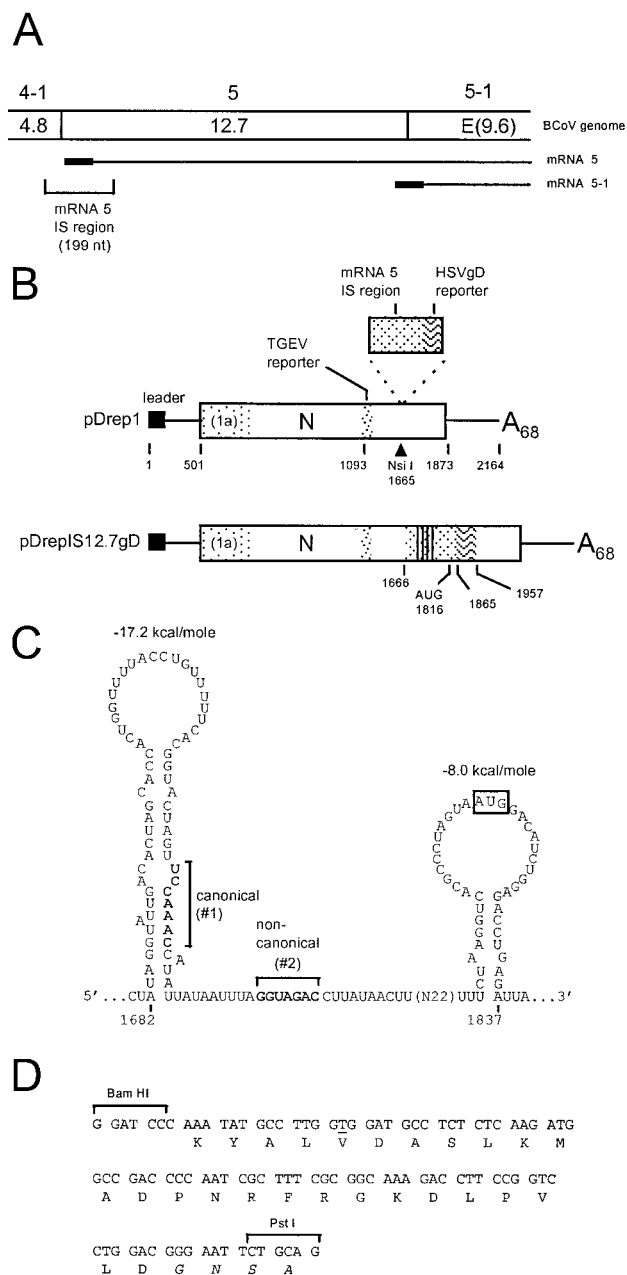 A
4-1 5 5-1
4.8 12.7 E(9.6) BCoV genome
mRNA 5
mRNA 5-1
mRNA 5
IS region
(199 nt)
B
mRNA 5
IS region
HSVgD
reporter
TGEV
reporter
leader
pDrep1 (1a) N A68
1 501 1093 Nsi I
1665 1873 2164
pDrepIS12.7gD (1a) N A68
1666 AUG
1816 1865 1957
C
-17.2 kcal/mole
-8.0 kcal/mole
AUG
canonical
(#1)
non-
canonical
(#2)
5' ...CUA UUAUAAUUUAGGUAGACCUUAUAACUU(N22)UUU AUUA...3'
1682 1837
D
Bam HI
G GATCCC AAA TAT GCC TTG GTG GAT GCC TCT CTC AAG ATG
K Y A L V D A S L K M
GCC GAC CCC AAT CGC TTT CGC GGC AAA GAC CTT CCG GTC
A D P N R F R G K D L P V
Pst I
CTG GAC GGG AAT TCT GCA G
L D G N S A